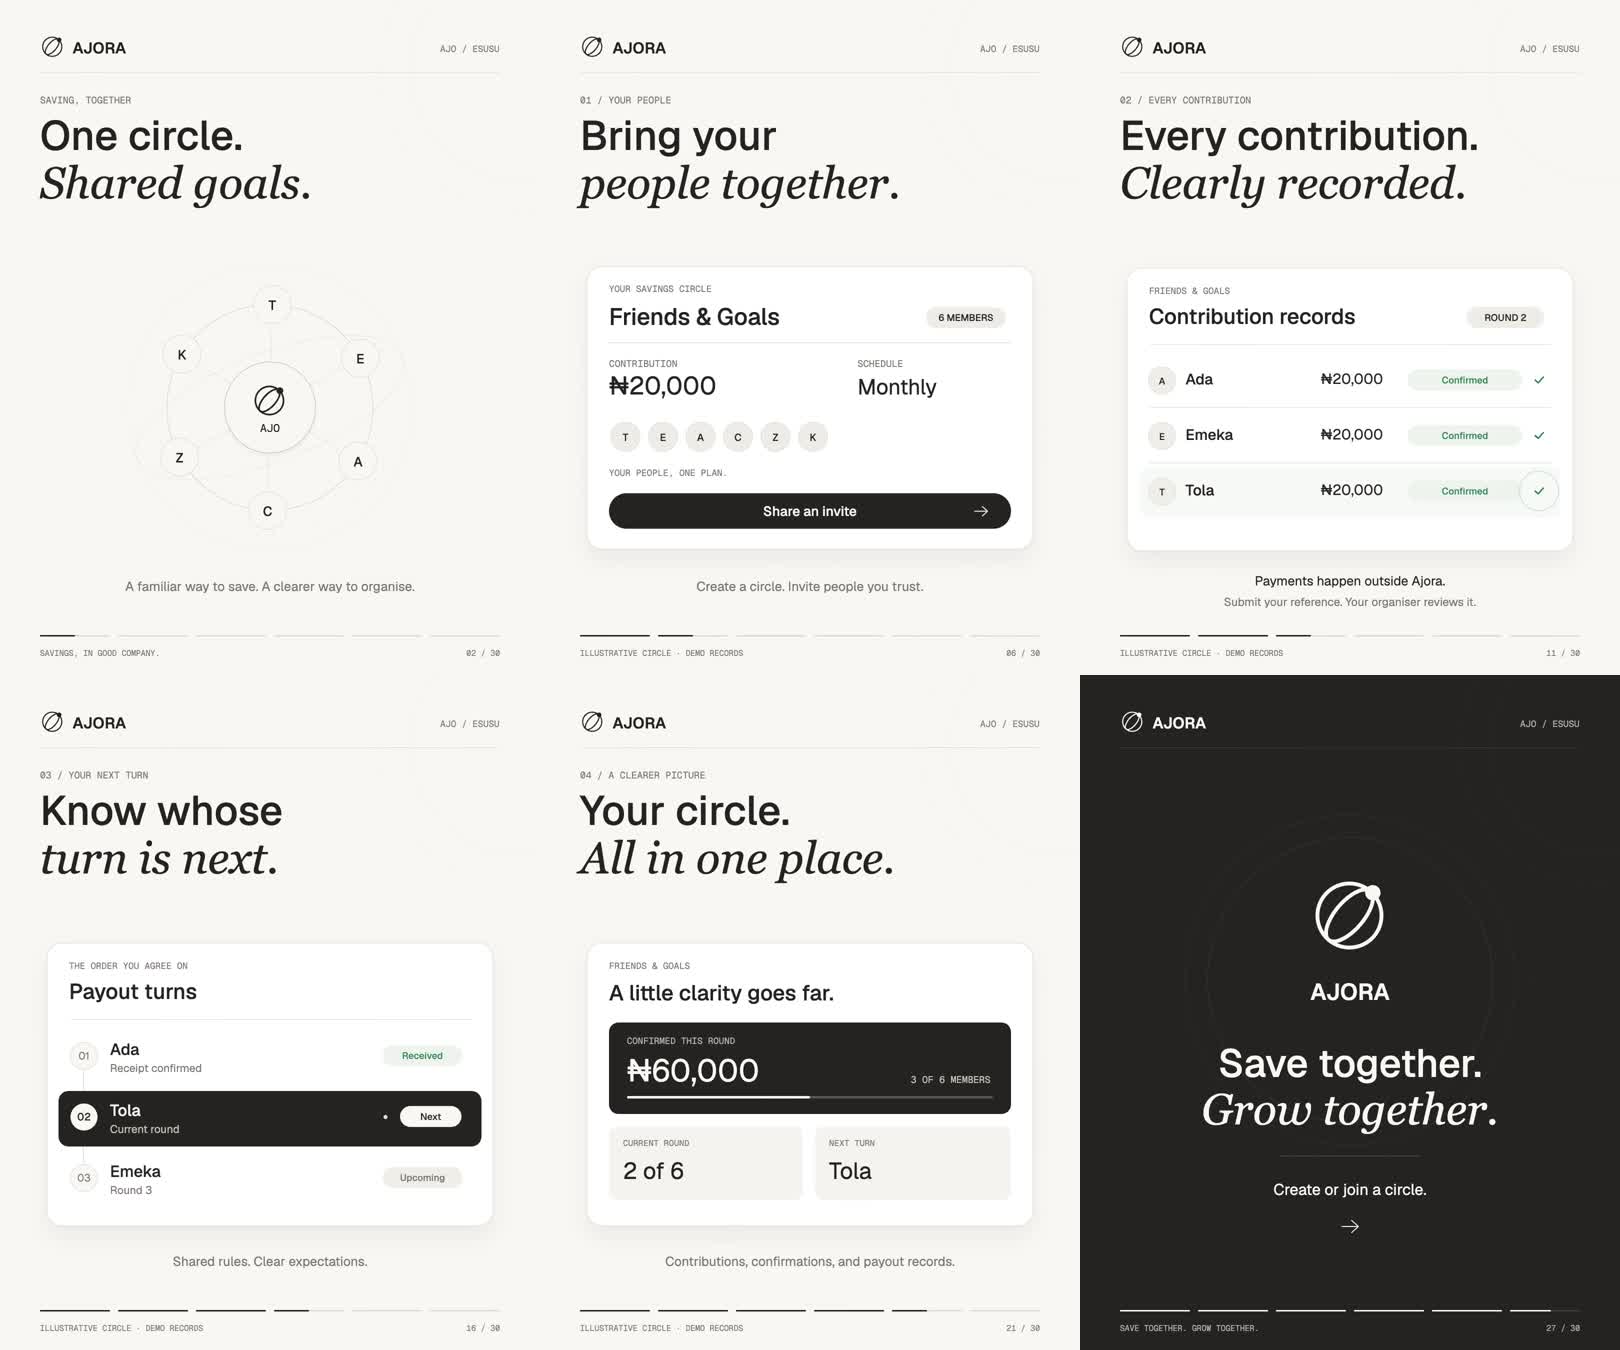 AJORA
AJO / ESUSU
SAVING, TOGETHER
One circle.
Shared goals.
T
K
E
AJO
Z
A
C
A familiar way to save. A clearer way to organise.
SAVINGS, IN GOOD COMPANY.
02 / 30
AJORA
AJO / ESUSU
01 / YOUR PEOPLE
Bring your
people together.
YOUR SAVINGS CIRCLE
Friends & Goals
6 MEMBERS
CONTRIBUTION
SCHEDULE
₦20,000
Monthly
T E A C Z K
YOUR PEOPLE, ONE PLAN.
Share an invite →
Create a circle. Invite people you trust.
ILLUSTRATIVE CIRCLE · DEMO RECORDS
06 / 30
AJORA
AJO / ESUSU
02 / EVERY CONTRIBUTION
Every contribution.
Clearly recorded.
FRIENDS & GOALS
Contribution records
ROUND 2
A Ada ₦20,000 Confirmed ✓
E Emeka ₦20,000 Confirmed ✓
T Tola ₦20,000 Confirmed ✓
Payments happen outside Ajora.
Submit your reference. Your organiser reviews it.
ILLUSTRATIVE CIRCLE · DEMO RECORDS
11 / 30
AJORA
AJO / ESUSU
03 / YOUR NEXT TURN
Know whose
turn is next.
THE ORDER YOU AGREE ON
Payout turns
01 Ada Received
Receipt confirmed
02 Tola Next
Current round
03 Emeka Upcoming
Round 3
Shared rules. Clear expectations.
ILLUSTRATIVE CIRCLE · DEMO RECORDS
16 / 30
AJORA
AJO / ESUSU
04 / A CLEARER PICTURE
Your circle.
All in one place.
FRIENDS & GOALS
A little clarity goes far.
CONFIRMED THIS ROUND
₦60,000
3 OF 6 MEMBERS
CURRENT ROUND
2 of 6
NEXT TURN
Tola
Contributions, confirmations, and payout records.
ILLUSTRATIVE CIRCLE · DEMO RECORDS
21 / 30
AJORA
AJO / ESUSU
AJORA
Save together.
Grow together.
Create or join a circle.
→
SAVE TOGETHER. GROW TOGETHER.
27 / 30